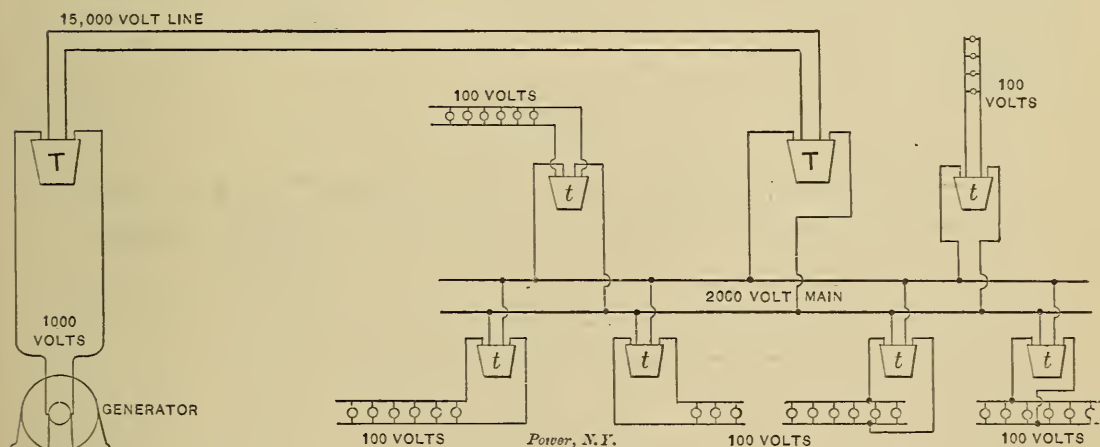 15,000 VOLT LINE
100 VOLTS
100
VOLTS
T
T
t
t
2000 VOLT MAIN
1000
VOLTS
t
t
t
t
GENERATOR
100 VOLTS
Power, N.Y.
100 VOLTS
100 VOLTS